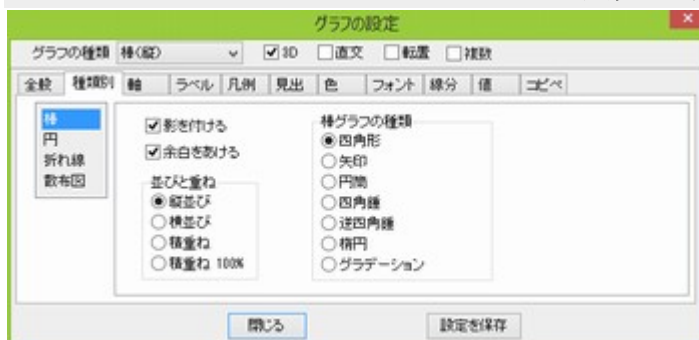 グラフの設定
グラフの種類 棒(縦) 3D 直交 転置 複数
全般 種類別 軸 ラベル 凡例 見出 色 フォント 線分 値 コピペ
棒
円
折れ線
散布図
影を付ける
余白をあける
並びと重ね
縦並び
横並び
積重ね
積重ね 100%
棒グラフの種類
四角形
矢印
円筒
四角錘
逆四角錘
楕円
グラデーション
閉じる 設定を保存